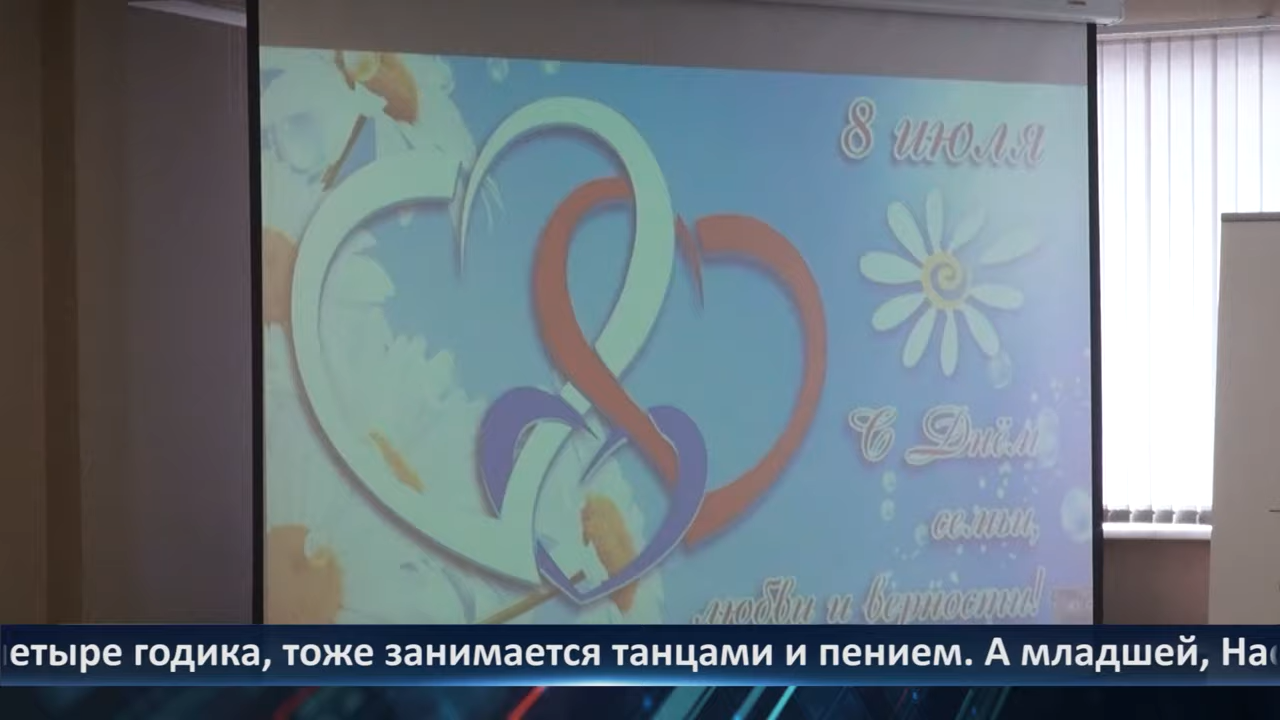 8 июля
С Днём
семьи,
любви и верности!
етыре годика, тоже занимается танцами и пением. А младшей, На